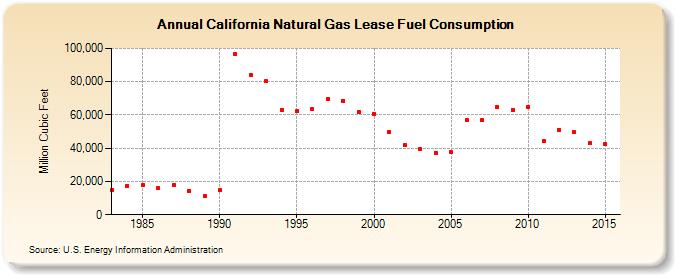 Annual California Natural Gas Lease Fuel Consumption
Million Cubic Feet
100,000
80,000
60,000
40,000
20,000
0
1985 1990 1995 2000 2005 2010 2015
Source: U.S. Energy Information Administration